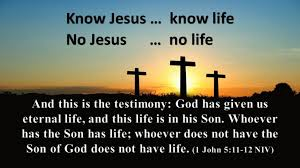 Know Jesus ... know life
No Jesus ... no life
And this is the testimony: God has given us
eternal life, and this life is in his Son. Whoever
has the Son has life; whoever does not have the
Son of God does not have life. (1 John 5:11-12 NIV)